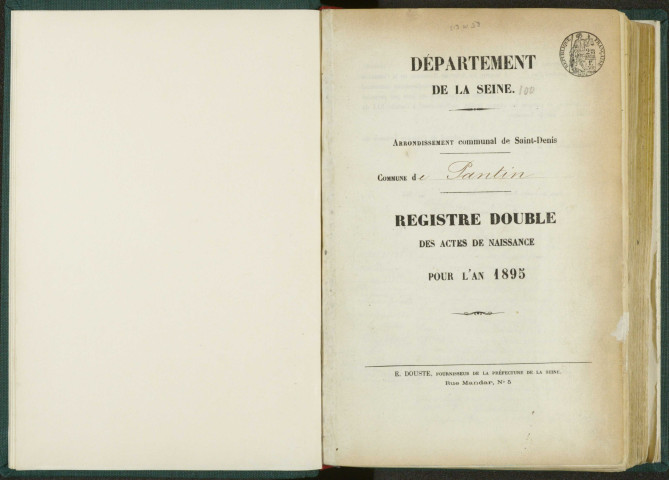 DÉPARTEMENT
DE LA SEINE. 100
ARRONDISSEMENT communal de Saint-Denis
COMMUNE de Pantin
REGISTRE DOUBLE
DES ACTES DE NAISSANCE
POUR L'AN 1895
E. DOUSTE, FOURNISSEUR DE LA PRÉFECTURE DE LA SEINE.
Rue Mandar, N° 5